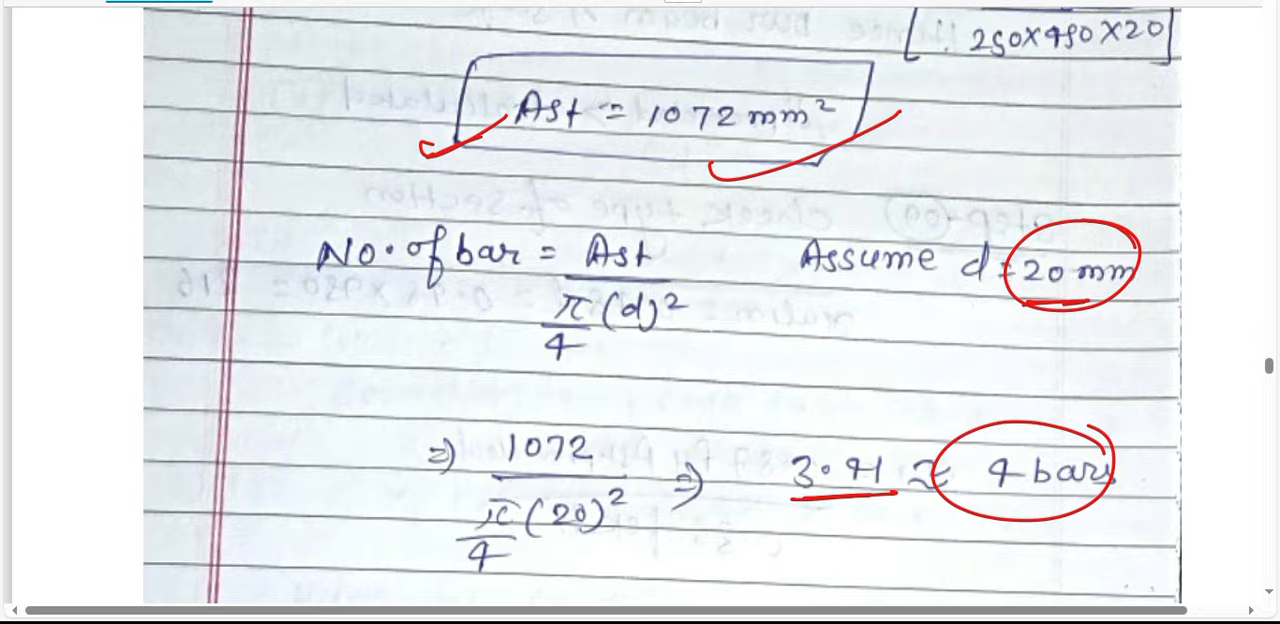 250×450×20
Ast = 1072 mm²
No. of bar = Ast / π/4 (d)² Assume d = 20 mm
⇒ 1072 / π/4 (20)² ⇒ 3.41 ≈ 4 bars